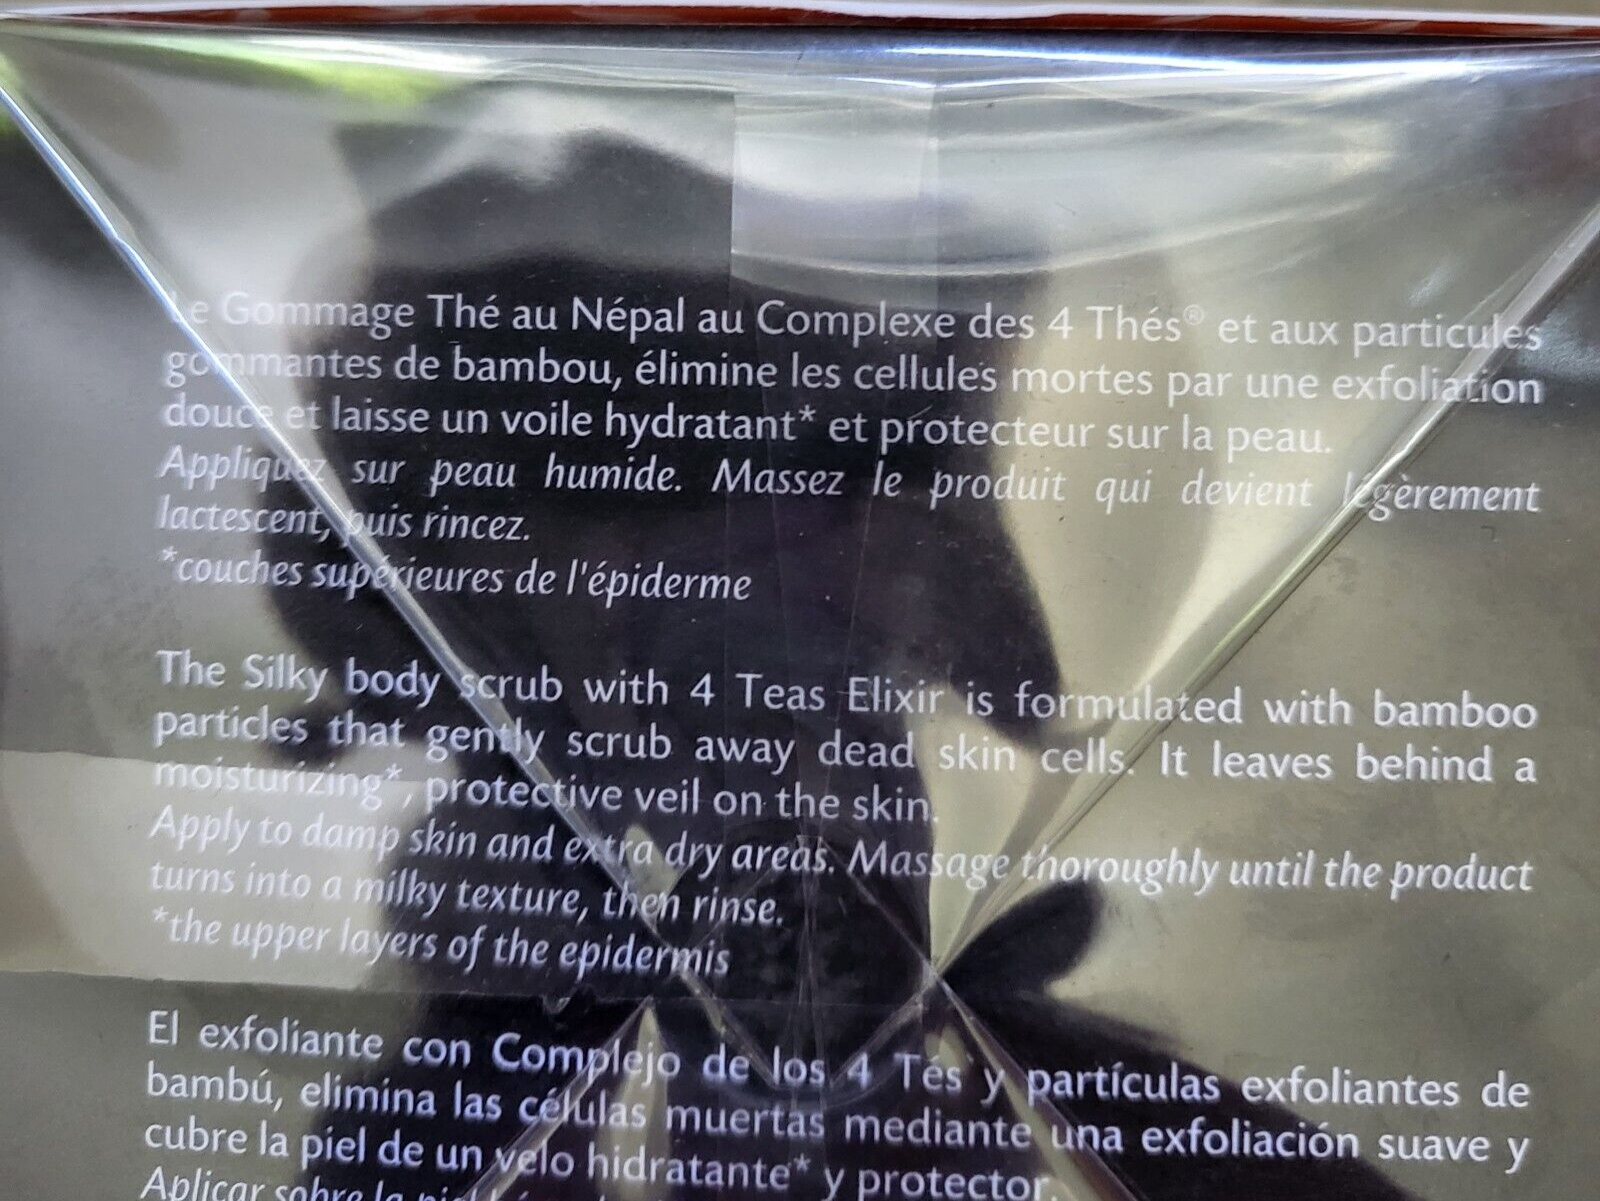 Le Gommage Thé au Népal au Complexe des 4 Thés® et aux particules
gommantes de bambou, élimine les cellules mortes par une exfoliation
douce et laisse un voile hydratant* et protecteur sur la peau.
Appliquez sur peau humide. Massez le produit qui devient légèrement
lactescent, puis rincez.
*couches supérieures de l'épiderme
The Silky body scrub with 4 Teas Elixir is formulated with bamboo
particles that gently scrub away dead skin cells. It leaves behind a
moisturizing*, protective veil on the skin.
Apply to damp skin and extra dry areas. Massage thoroughly until the product
turns into a milky texture, then rinse.
*the upper layers of the epidermis
El exfoliante con Complejo de los 4 Tés y partículas exfoliantes de
bambú, elimina las células muertas mediante una exfoliación suave y
cubre la piel de un velo hidratante* y protector.
Aplicar sobre la piel